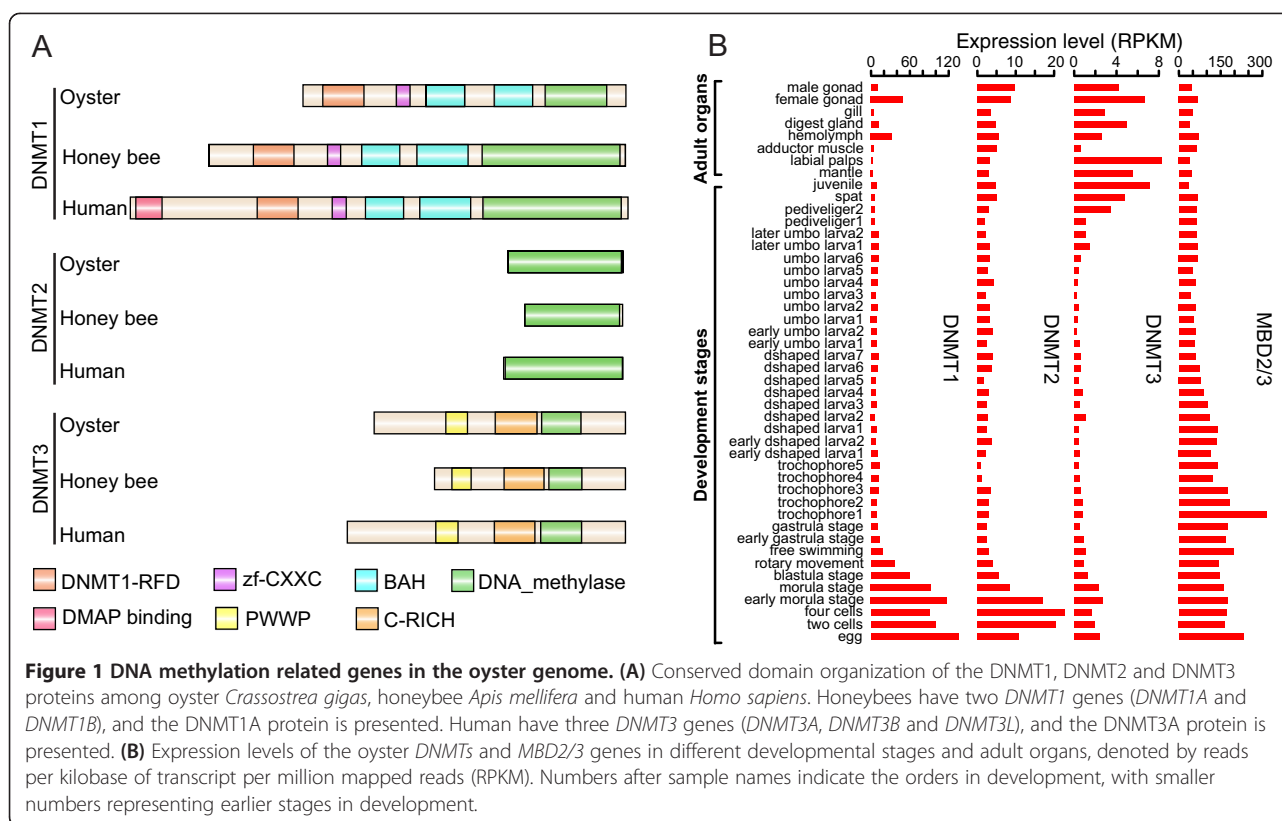 A
DNMT1
Oyster
Honey bee
Human
DNMT2
Oyster
Honey bee
Human
DNMT3
Oyster
Honey bee
Human
DNMT1-RFD
zf-CXXC
BAH
DNA_methylase
DMAP binding
PWWP
C-RICH
B
Expression level (RPKM)
0 60 120 0 10 20 0 4 8 0 150 300
Adult organs
male gonad
female gonad
gill
digest gland
hemolymph
adductor muscle
labial palps
mantle
Development stages
juvenile
spat
pediveliger2
pediveliger1
later umbo larva2
later umbo larva1
umbo larva6
umbo larva5
umbo larva4
umbo larva3
umbo larva2
umbo larva1
early umbo larva2
early umbo larva1
dshaped larva7
dshaped larva6
dshaped larva5
dshaped larva4
dshaped larva3
dshaped larva2
dshaped larva1
early dshaped larva2
early dshaped larva1
trochophore5
trochophore4
trochophore3
trochophore2
trochophore1
gastrula stage
early gastrula stage
free swimming
rotary movement
blastula stage
morula stage
early morula stage
four cells
two cells
egg
DNMT1
DNMT2
DNMT3
MBD2/3
Figure 1 DNA methylation related genes in the oyster genome. (A) Conserved domain organization of the DNMT1, DNMT2 and DNMT3
proteins among oyster Crassostrea gigas, honeybee Apis mellifera and human Homo sapiens. Honeybees have two DNMT1 genes (DNMT1A and
DNMT1B), and the DNMT1A protein is presented. Human have three DNMT3 genes (DNMT3A, DNMT3B and DNMT3L), and the DNMT3A protein is
presented. (B) Expression levels of the oyster DNMTs and MBD2/3 genes in different developmental stages and adult organs, denoted by reads
per kilobase of transcript per million mapped reads (RPKM). Numbers after sample names indicate the orders in development, with smaller
numbers representing earlier stages in development.